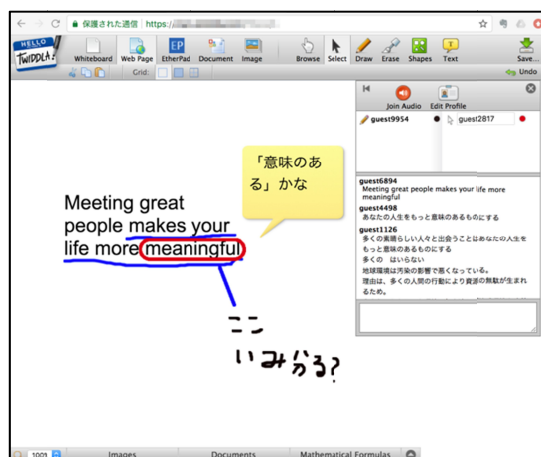 保護された通信 https://
HELLO
TWIDDLA!
Whiteboard
Web Page
EP
EtherPad
Document
Image
Browse
Select
Draw
Erase
Shapes
T
Text
Save...
Grid:
Undo
Join Audio
Edit Profile
guest9954
guest2817
「意味のあ
る」かな
Meeting great
people makes your
life more meaningful
ここ
いみ分る?
guest6894
Meeting great people makes your life more
meaningful
guest4498
あなたの人生をもっと意味のあるものにする
guest1126
多くの素晴らしい人々と出会うことはあなたの人生を
もっと意味のあるものにする
多くの はいらない
地球環境は汚染の影響で悪くなっている。
理由は、多くの人間の行動により資源の無駄が生まれ
るため。
100%
Images
Documents
Mathematical Formulas